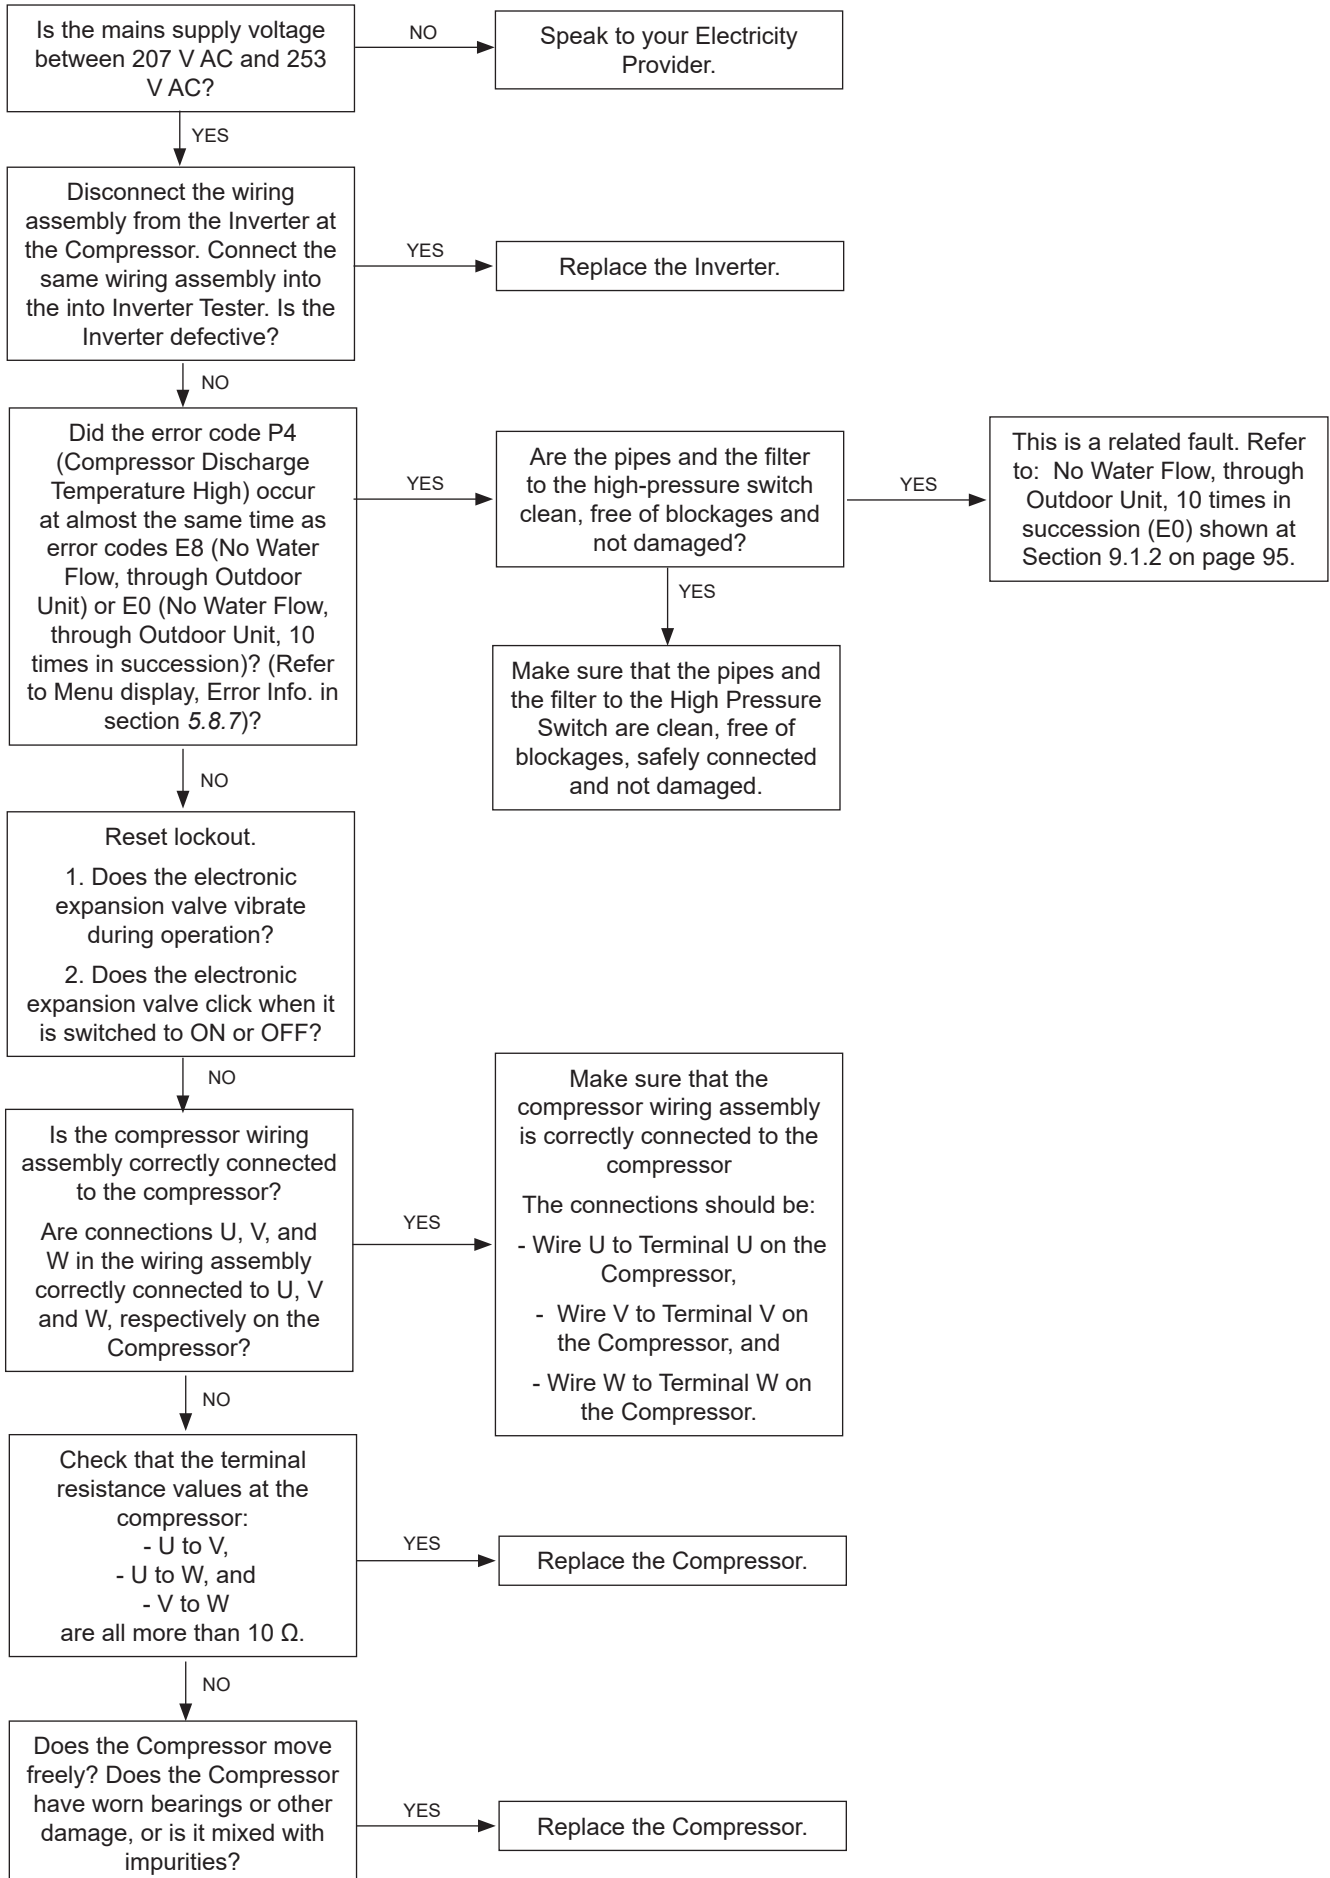 Is the mains supply voltage
between 207 V AC and 253
V AC?
NO
Speak to your Electricity
Provider.
YES
Disconnect the wiring
assembly from the Inverter at
the Compressor. Connect the
same wiring assembly into
the into Inverter Tester. Is the
Inverter defective?
YES
Replace the Inverter.
NO
Did the error code P4
(Compressor Discharge
Temperature High) occur
at almost the same time as
error codes E8 (No Water
Flow, through Outdoor
Unit) or E0 (No Water Flow,
through Outdoor Unit, 10
times in succession)? (Refer
to Menu display, Error Info. in
section 5.8.7)?
YES
Are the pipes and the filter
to the high-pressure switch
clean, free of blockages and
not damaged?
YES
This is a related fault. Refer
to: No Water Flow, through
Outdoor Unit, 10 times in
succession (E0) shown at
Section 9.1.2 on page 95.
YES
Make sure that the pipes and
the filter to the High Pressure
Switch are clean, free of
blockages, safely connected
and not damaged.
NO
Reset lockout.
1. Does the electronic
expansion valve vibrate
during operation?
2. Does the electronic
expansion valve click when it
is switched to ON or OFF?
NO
Is the compressor wiring
assembly correctly connected
to the compressor?
Are connections U, V, and
W in the wiring assembly
correctly connected to U, V
and W, respectively on the
Compressor?
YES
Make sure that the
compressor wiring assembly
is correctly connected to the
compressor
The connections should be:
- Wire U to Terminal U on the
Compressor,
- Wire V to Terminal V on
the Compressor, and
- Wire W to Terminal W on
the Compressor.
NO
Check that the terminal
resistance values at the
compressor:
- U to V,
- U to W, and
- V to W
are all more than 10 Ω.
YES
Replace the Compressor.
NO
Does the Compressor move
freely? Does the Compressor
have worn bearings or other
damage, or is it mixed with
impurities?
YES
Replace the Compressor.